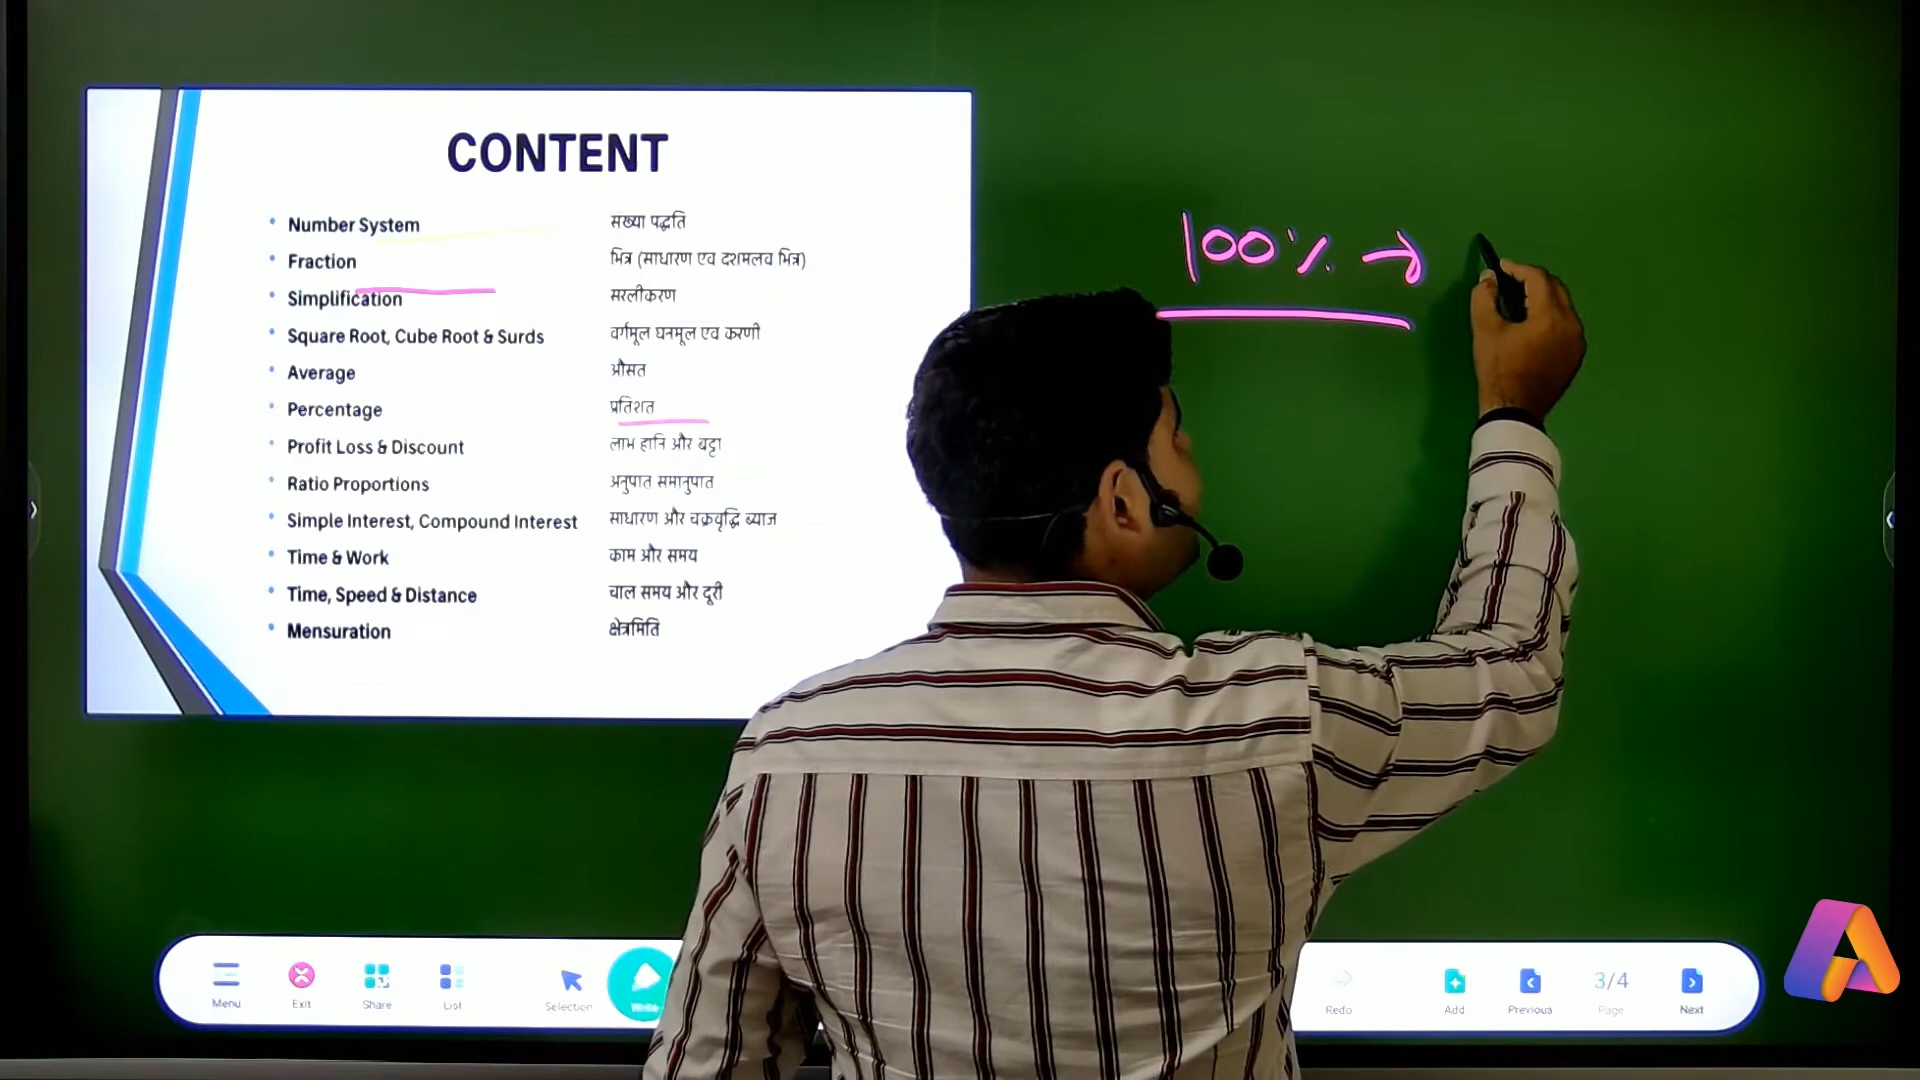 CONTENT
• Number System सख्या पद्धति
• Fraction भिन्न (साधारण एव दशमलव भिन्न)
• Simplification सरलीकरण
• Square Root, Cube Root & Surds वर्गमूल घनमूल एव करणी
• Average औसत
• Percentage प्रतिशत
• Profit Loss & Discount लाभ हानि और बट्टा
• Ratio Proportions अनुपात समानुपात
• Simple Interest, Compound Interest साधारण और चक्रवृद्धि ब्याज
• Time & Work काम और समय
• Time, Speed & Distance चाल समय और दूरी
• Mensuration क्षेत्रमिति
100% →
Menu Exit Share List Selection Write Redo Add Previous 3/4 Page Next